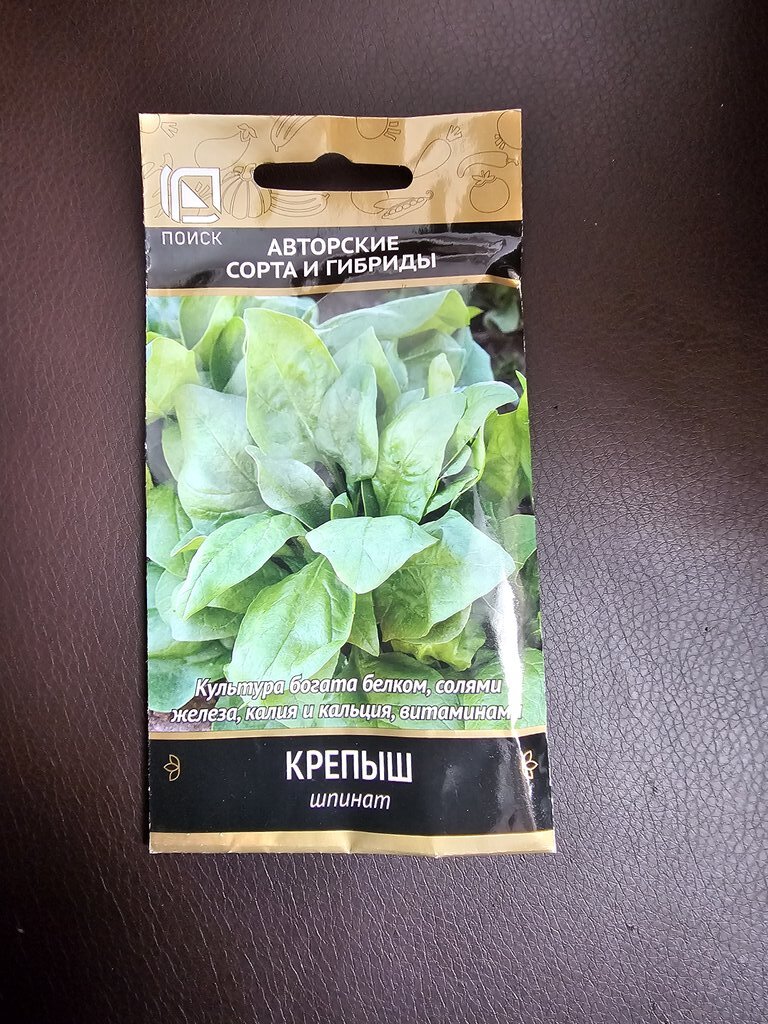 ПОИСК
АВТОРСКИЕ
СОРТА И ГИБРИДЫ
Культура богата белком, солями
железа, калия и кальция, витаминами
КРЕПЫШ
шпинат